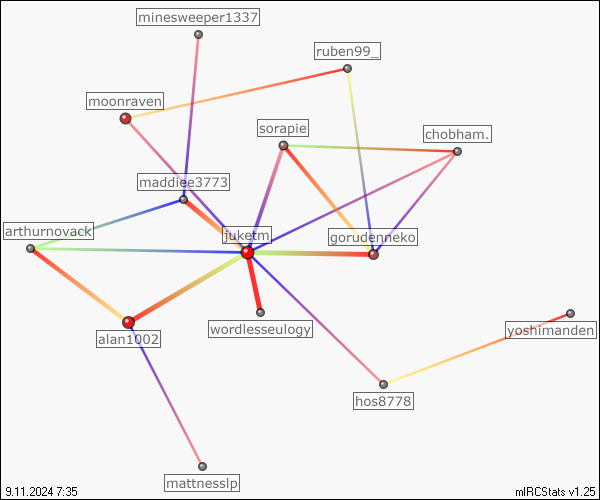 minesweeper1337
ruben99_
moonraven
sorapie
chobham.
maddiee3773
arthurnovack
juketm
gorudenneko
wordlesseulogy
yoshimanden
alan1002
hos8778
mattnesslp
9.11.2024 7:35
mIRCStats v1.25